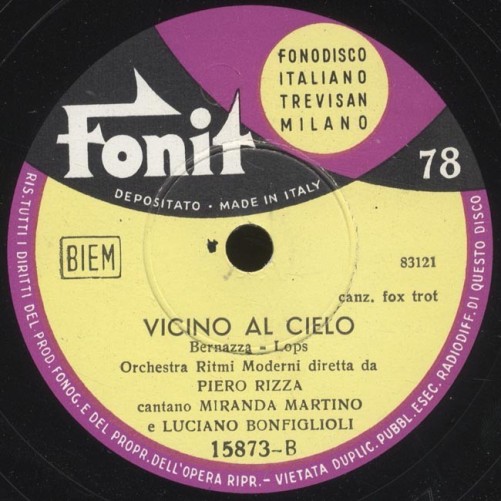 FONODISCO
ITALIANO
TREVISAN
MILANO
Fonit
78
DEPOSITATO · MADE IN ITALY
BIEM
83121
canz. fox trot
VICINO AL CIELO
Bernazza - Lops
Orchestra Ritmi Moderni diretta da
PIERO RIZZA
cantano MIRANDA MARTINO
e LUCIANO BONFIGLIOLI
15873-B
RIS. TUTTI I DIRITTI DEL PROD. FONOG. E DEL PROPR. DELL'OPERA RIPR. - VIETATA DUPLIC. PUBBL. ESEC. RADIODIFF. DI QUESTO DISCO